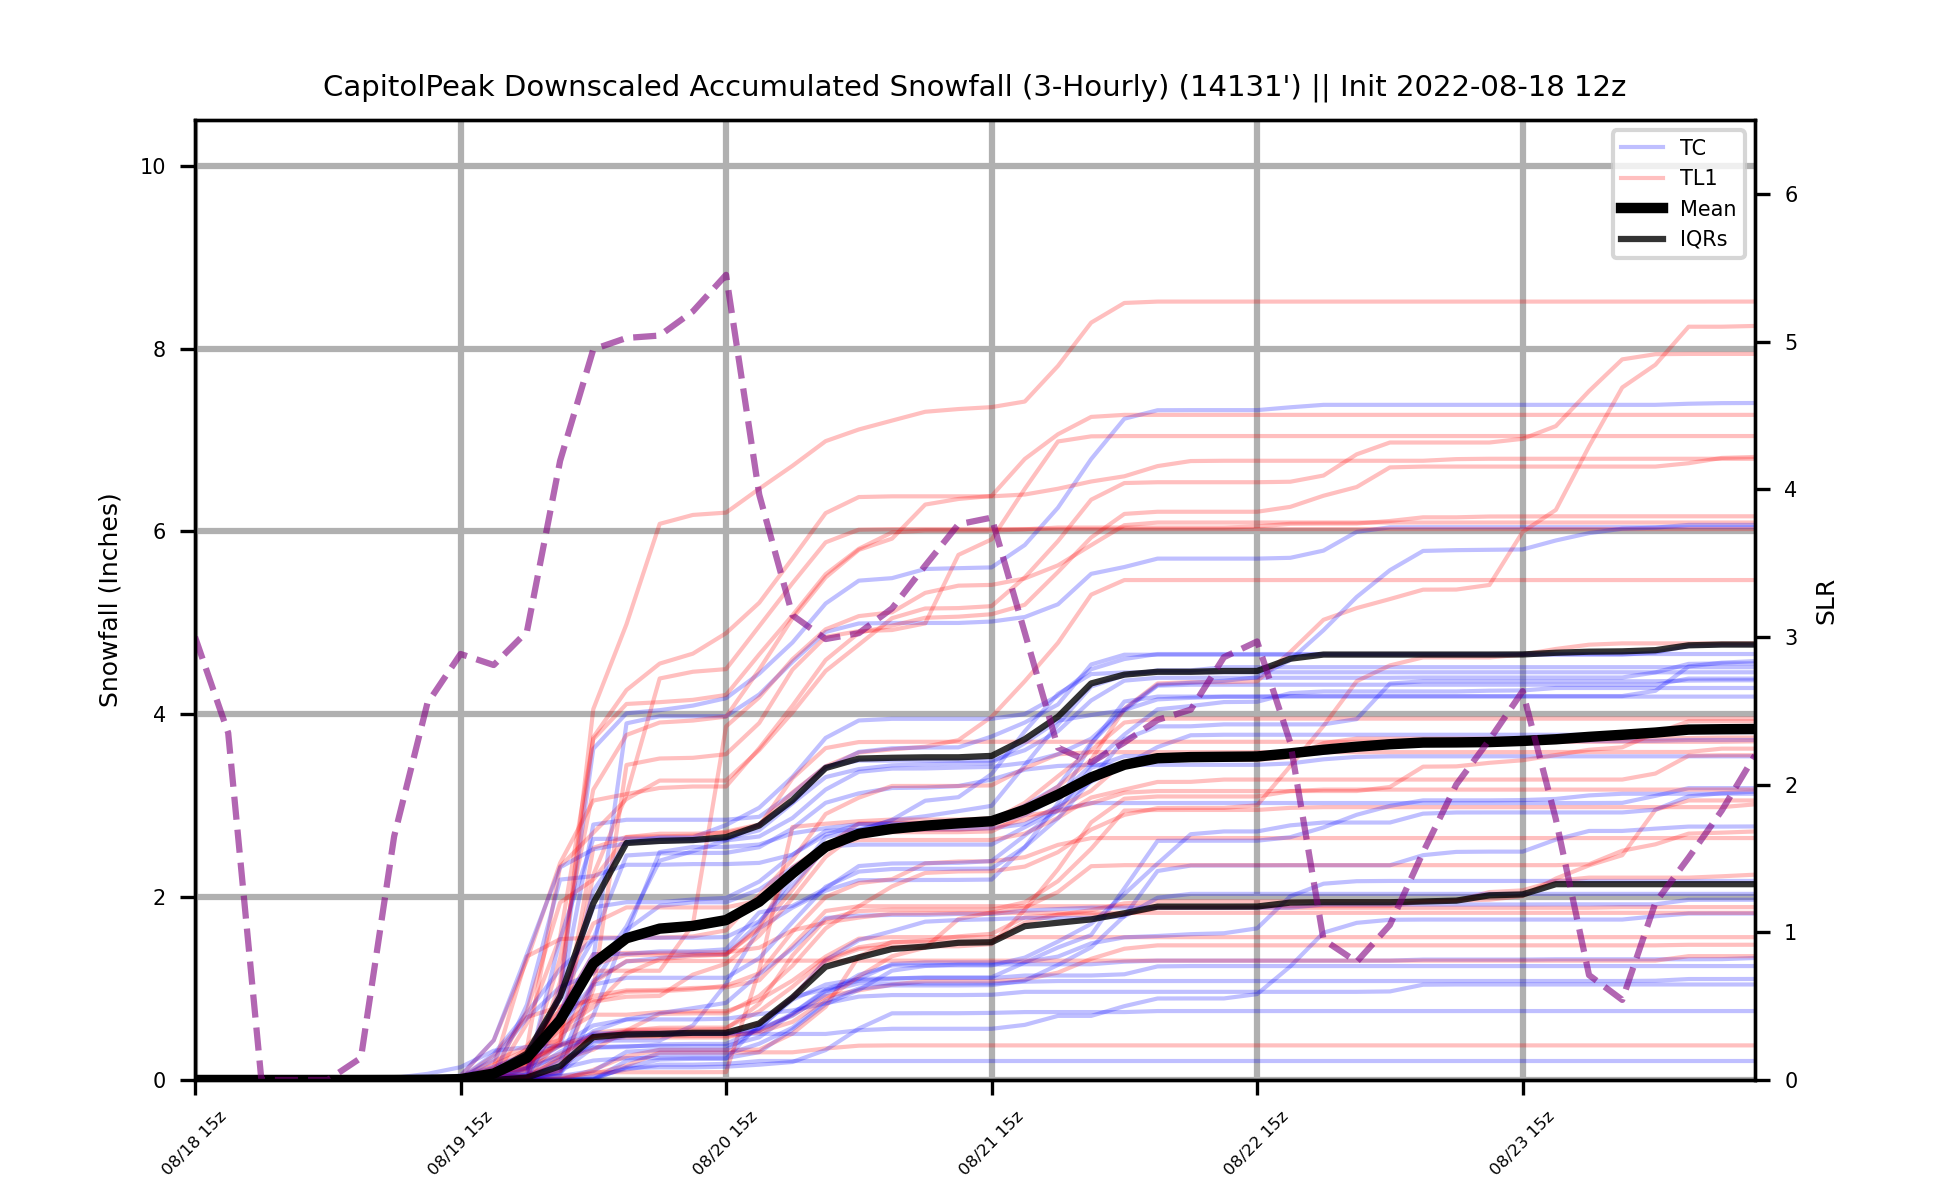 CapitolPeak Downscaled Accumulated Snowfall (3-Hourly) (14131') || Init 2022-08-18 12z
TC
TL1
Mean
IQRs
Snowfall (Inches)
10
8
6
4
2
0
SLR
6
5
4
3
2
1
0
08/18 15z
08/19 15z
08/20 15z
08/21 15z
08/22 15z
08/23 15z